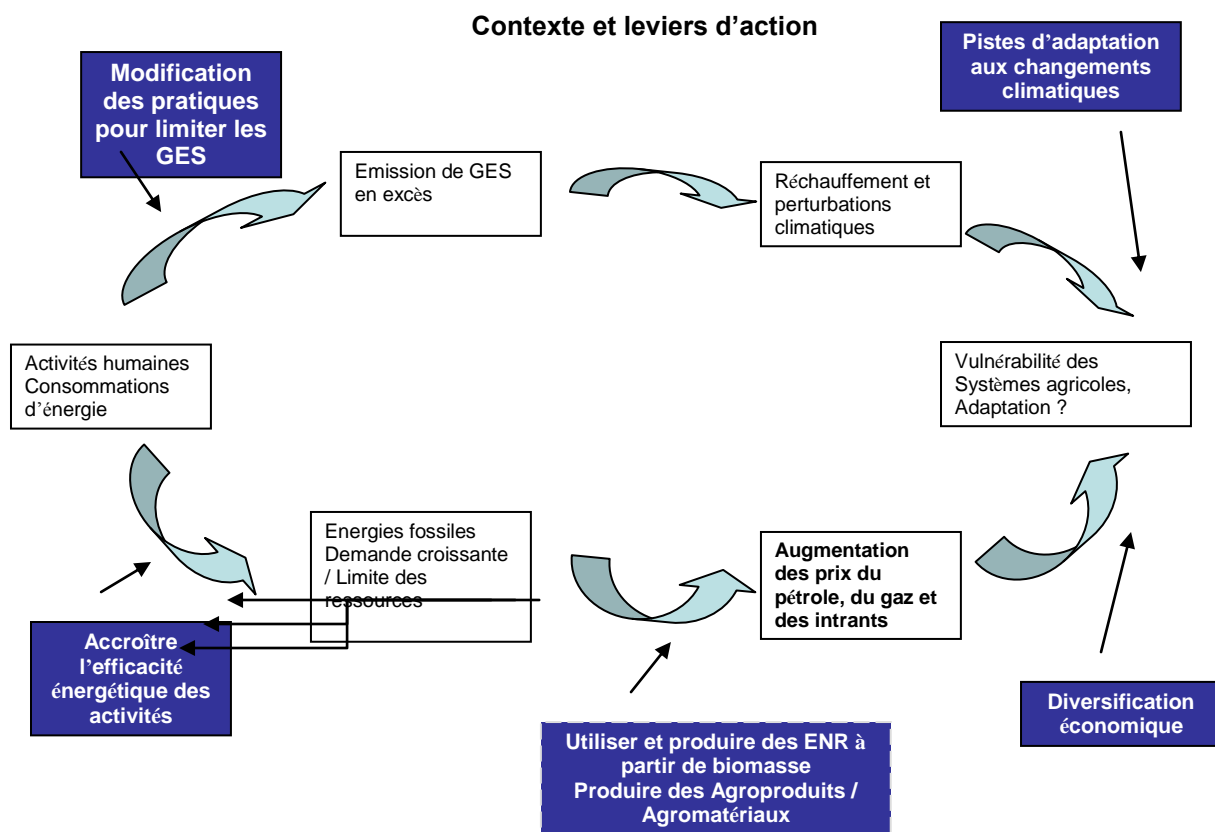 Contexte et leviers d’action
Modification
des pratiques
pour limiter les
GES
Pistes d’adaptation
aux changements
climatiques
Emission de GES
en excès
Réchauffement et
perturbations
climatiques
Activités humaines
Consommations
d’énergie
Vulnérabilité des
Systèmes agricoles,
Adaptation ?
Energies fossiles
Demande croissante
/ Limite des
ressources
Augmentation
des prix du
pétrole, du gaz et
des intrants
Accroître
l’efficacité
énergétique des
activités
Utiliser et produire des ENR à
partir de biomasse
Produire des Agroproduits /
Agromatériaux
Diversification
économique